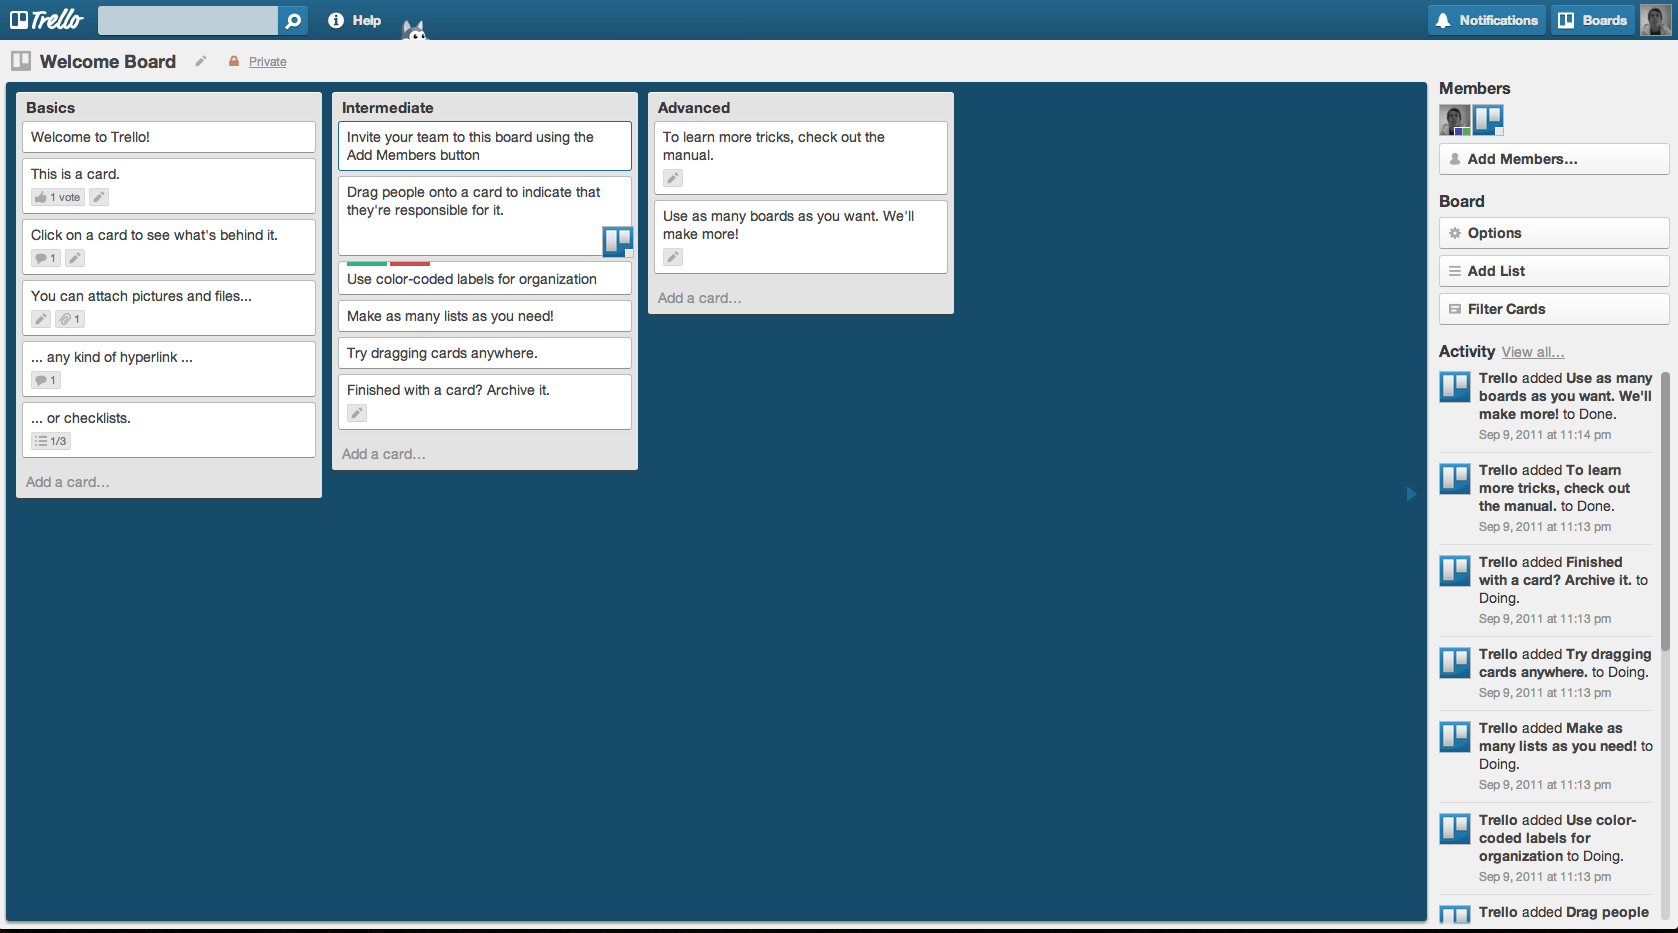 Trello
Help
Notifications
Boards
Welcome Board
Private
Basics
Welcome to Trello!
This is a card.
1 vote
Click on a card to see what's behind it.
1
You can attach pictures and files...
1
... any kind of hyperlink ...
1
... or checklists.
1/3
Add a card...
Intermediate
Invite your team to this board using the
Add Members button
Drag people onto a card to indicate that
they're responsible for it.
Use color-coded labels for organization
Make as many lists as you need!
Try dragging cards anywhere.
Finished with a card? Archive it.
Add a card...
Advanced
To learn more tricks, check out the
manual.
Use as many boards as you want. We'll
make more!
Add a card...
Members
Add Members...
Board
Options
Add List
Filter Cards
Activity View all...
Trello added Use as many
boards as you want. We'll
make more! to Done.
Sep 9, 2011 at 11:14 pm
Trello added To learn
more tricks, check out
the manual. to Done.
Sep 9, 2011 at 11:13 pm
Trello added Finished
with a card? Archive it. to
Doing.
Sep 9, 2011 at 11:13 pm
Trello added Try dragging
cards anywhere. to Doing.
Sep 9, 2011 at 11:13 pm
Trello added Make as
many lists as you need! to
Doing.
Sep 9, 2011 at 11:13 pm
Trello added Use color-
coded labels for
organization to Doing.
Sep 9, 2011 at 11:13 pm
Trello added Drag people